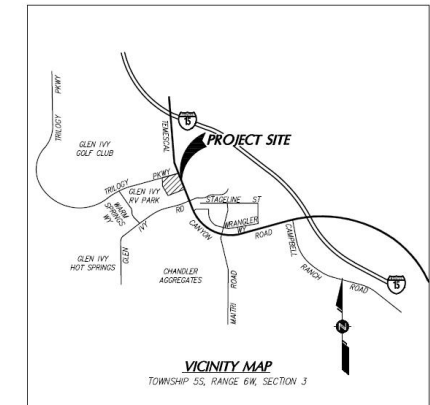 TRILOGY PKWY
15
TEMESCAL
PROJECT SITE
GLEN IVY
GOLF CLUB
TRILOGY PKWY
GLEN IVY
RV PARK
STAGELINE ST
WARM
SPRINGS
WY
GLEN IVY RD
WRANGLER
WY
CANYON ROAD
CAMPBELL RANCH ROAD
GLEN IVY
HOT SPRINGS
CHANDLER
AGGREGATES
MAITRI ROAD
15
N
VICINITY MAP
TOWNSHIP 5S, RANGE 6W, SECTION 3